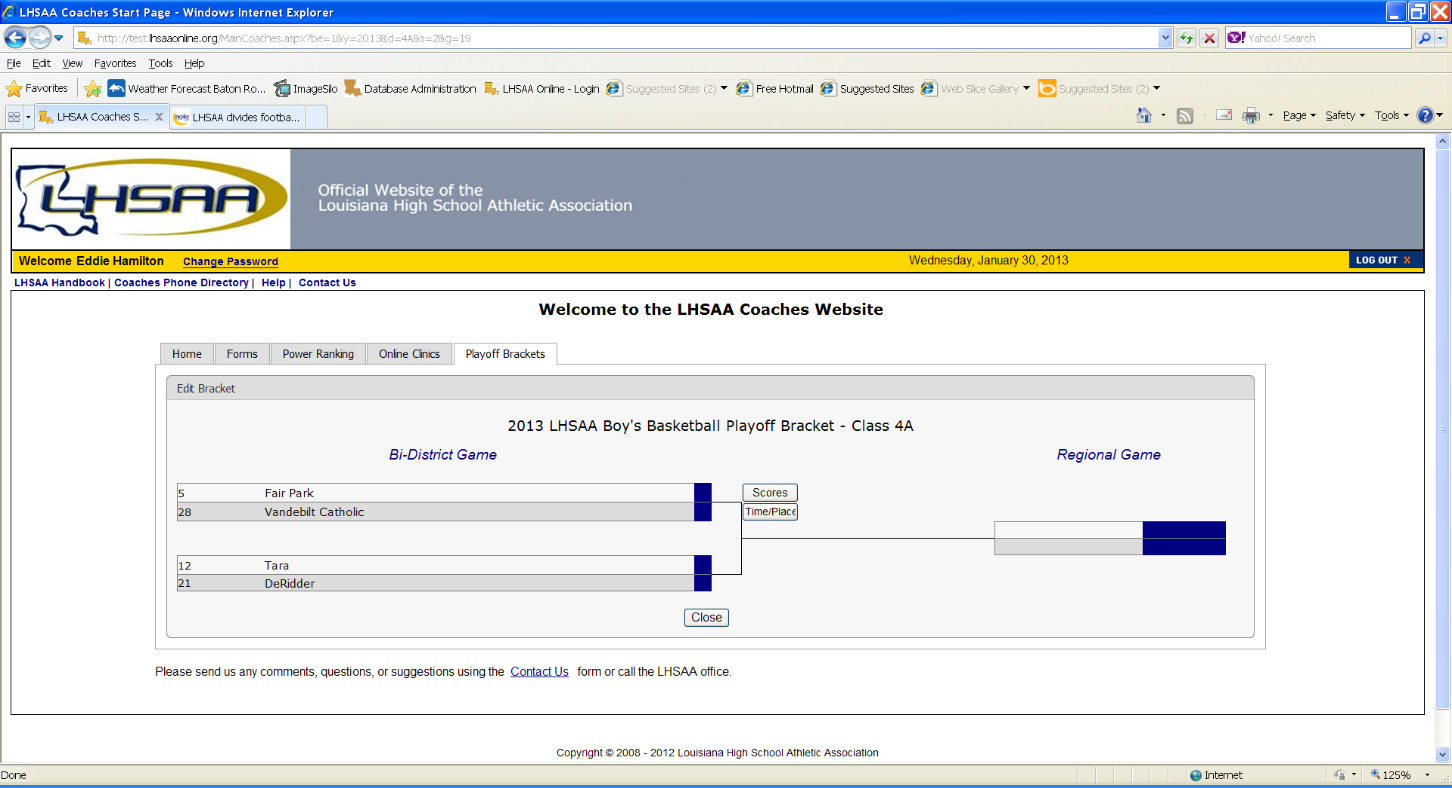 LHSAA Coaches Start Page - Windows Internet Explorer
http://test.lhsaaonline.org/MainCoaches.aspx?be=1&y=2013&d=4A&s=2&g=19
Yahoo! Search
File Edit View Favorites Tools Help
Favorites Weather Forecast Baton Ro... ImageSilo Database Administration LHSAA Online - Login Suggested Sites (2) Free Hotmail Suggested Sites Web Slice Gallery Suggested Sites (2)
LHSAA Coaches S... X LHSAA divides footba... Page Safety Tools
LHSAA
Official Website of the
Louisiana High School Athletic Association
Welcome Eddie Hamilton Change Password Wednesday, January 30, 2013 LOG OUT X
LHSAA Handbook | Coaches Phone Directory | Help | Contact Us
Welcome to the LHSAA Coaches Website
Home Forms Power Ranking Online Clinics Playoff Brackets
Edit Bracket
2013 LHSAA Boy's Basketball Playoff Bracket - Class 4A
Bi-District Game Regional Game
5 Fair Park Scores
28 Vandebilt Catholic Time/Place
12 Tara
21 DeRidder
Close
Please send us any comments, questions, or suggestions using the Contact Us form or call the LHSAA office.
Copyright © 2008 - 2012 Louisiana High School Athletic Association
Done Internet 125%